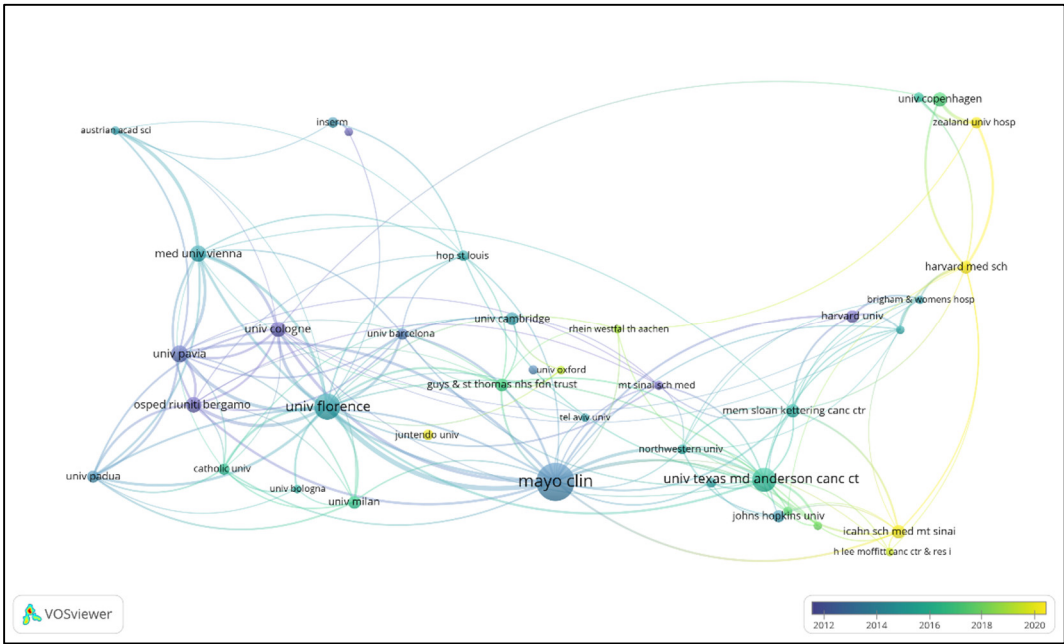 univ copenhagen
zealand univ hosp
inserm
austrian acad sci
med univ vienna
hop st louis
harvard med sch
brigham & womens hosp
harvard univ
univ cambridge
rhein westfal th aachen
univ cologne
univ barcelona
univ pavia
univ oxford
guys & st thomas nhs fdn trust
mt sinai sch med
osped riuniti bergamo
univ florence
mem sloan kettering canc ctr
tel aviv univ
juntendo univ
northwestern univ
catholic univ
univ padua
mayo clin
univ texas md anderson canc ct
univ bologna
univ milan
johns hopkins univ
icahn sch med mt sinai
h lee moffitt canc ctr & res i
VOSviewer
2012 2014 2016 2018 2020